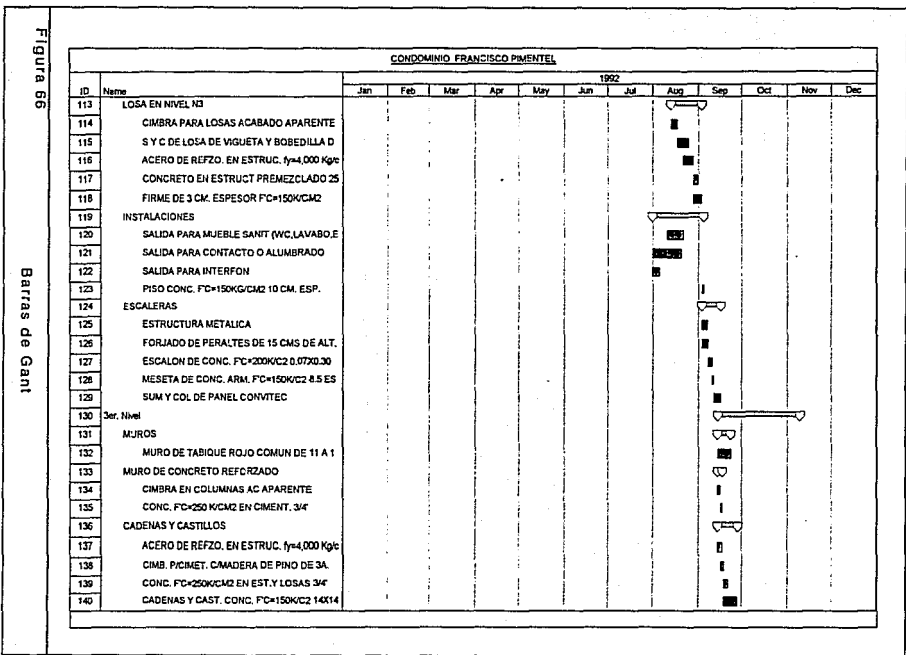 Figura 66
Barras de Gant
CONDOMINIO FRANCISCO PIMENTEL
1992
ID Name Jan Feb Mar Apr May Jun Jul Aug Sep Oct Nov Dec
113 LOSA EN NIVEL N3
114 CIMBRA PARA LOSAS ACABADO APARENTE
115 S Y C DE LOSA DE VIGUETA Y BOBEDILLA D
116 ACERO DE REFZO. EN ESTRUC. fy=4,000 Kg/c
117 CONCRETO EN ESTRUCT PREMEZCLADO 25
118 FIRME DE 3 CM. ESPESOR F'C=150K/CM2
119 INSTALACIONES
120 SALIDA PARA MUEBLE SANIT (WC,LAVABO,E
121 SALIDA PARA CONTACTO O ALUMBRADO
122 SALIDA PARA INTERFON
123 PISO CONC. F'C=150KG/CM2 10 CM. ESP.
124 ESCALERAS
125 ESTRUCTURA METALICA
126 FORJADO DE PERALTES DE 15 CMS DE ALT.
127 ESCALON DE CONC. F'C=200K/C2 0.07X0.30
128 MESETA DE CONC. ARM. F'C=150K/C2 8.5 ES
129 SUM Y COL DE PANEL CONVITEC
130 3er. Nivel
131 MUROS
132 MURO DE TABIQUE ROJO COMUN DE 11 A 1
133 MURO DE CONCRETO REFORZADO
134 CIMBRA EN COLUMNAS AC APARENTE
135 CONC. F'C=250 K/CM2 EN CIMENT. 3/4'
136 CADENAS Y CASTILLOS
137 ACERO DE REFZO. EN ESTRUC. fy=4,000 Kg/c
138 CIMB. P/CIMET. C/MADERA DE PINO DE 3A.
139 CONC. F'C=250K/CM2 EN EST.Y LOSAS 3/4'
140 CADENAS Y CAST. CONC. F'C=150K/C2 14X14